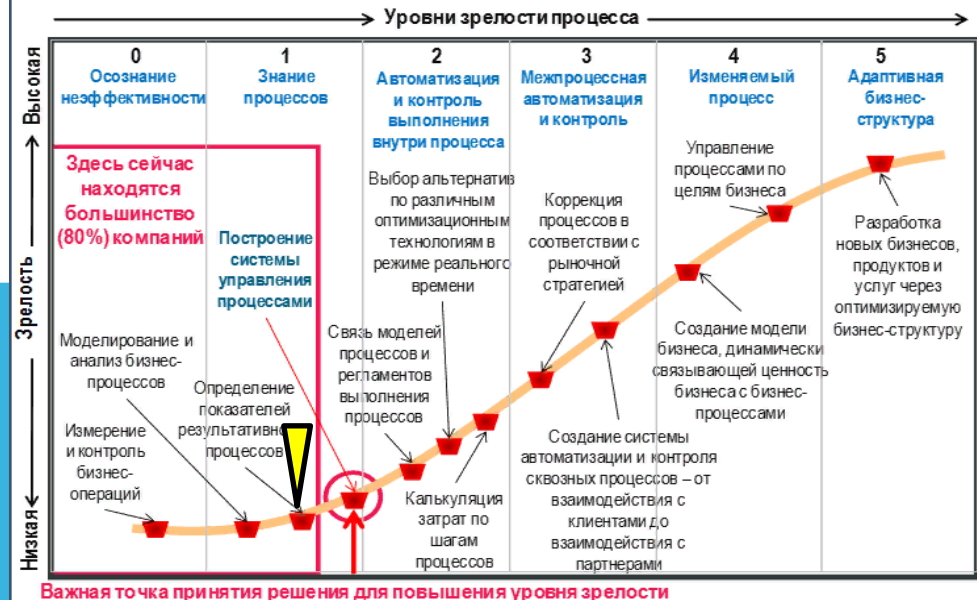 Уровни зрелости процесса
Высокая
Зрелость
Низкая
0
Осознание
неэффективности
1
Знание
процессов
2
Автоматизация
и контроль
выполнения
внутри процесса
3
Межпроцессная
автоматизация
и контроль
4
Изменяемый
процесс
5
Адаптивная
бизнес-
структура
Здесь сейчас
находятся
большинство
(80%) компаний
Построение
системы
управления
процессами
Моделирование и
анализ бизнес-
процессов
Измерение
и контроль
бизнес-
операций
Определение
показателей
процессов
Выбор альтернатив
по различным
оптимизационным
технологиям в
режиме реального
времени
Связь моделей
процессов и
регламентов
выполнения
процессов
Калькуляция
затрат по
шагам
процессов
Коррекция
процессов в
соответствии с
рыночной
стратегией
Создание системы
автоматизации и контроля
сквозных процессов – от
взаимодействия с
клиентами до
взаимодействия с
партнерами
Управление
процессами по
целям бизнеса
Создание модели
бизнеса, динамически
связывающей ценность
бизнеса с бизнес-
процессами
Разработка
новых бизнесов,
продуктов и
услуг через
оптимизируемую
бизнес-структуру
Важная точка принятия решения для повышения уровня зрелости